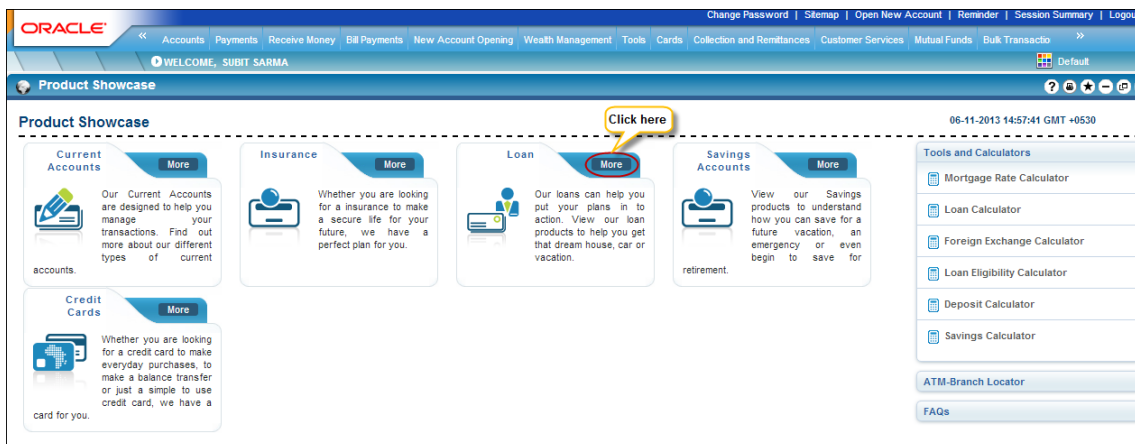 Change Password | Sitemap | Open New Account | Reminder | Session Summary | Logou
ORACLE
« Accounts Payments Receive Money Bill Payments New Account Opening Wealth Management Tools Cards Collection and Remittances Customer Services Mutual Funds Bulk Transactio »
WELCOME, SUBIT SARMA
Default
Product Showcase
Product Showcase
Click here
06-11-2013 14:57:41 GMT +0530
Current
Accounts
More
Our Current Accounts
are designed to help you
manage your
transactions. Find out
more about our different
types of current
accounts.
Insurance
More
Whether you are looking
for a insurance to make
a secure life for your
future, we have a
perfect plan for you.
Loan
More
Our loans can help you
put your plans in to
action. View our loan
products to help you get
that dream house, car or
vacation.
Savings
Accounts
More
View our Savings
products to understand
how you can save for a
future vacation, an
emergency or even
begin to save for
retirement.
Credit
Cards
More
Whether you are looking
for a credit card to make
everyday purchases, to
make a balance transfer
or just a simple to use
credit card, we have a
card for you.
Tools and Calculators
Mortgage Rate Calculator
Loan Calculator
Foreign Exchange Calculator
Loan Eligibility Calculator
Deposit Calculator
Savings Calculator
ATM-Branch Locator
FAQs